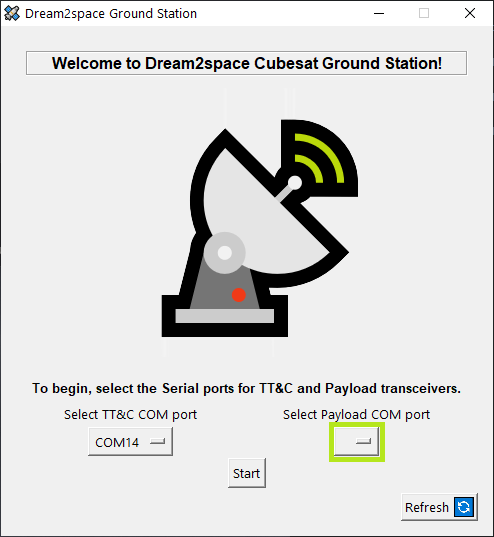 Dream2space Ground Station
Welcome to Dream2space Cubesat Ground Station!
To begin, select the Serial ports for TT&C and Payload transceivers.
Select TT&C COM port
Select Payload COM port
COM14
Start
Refresh